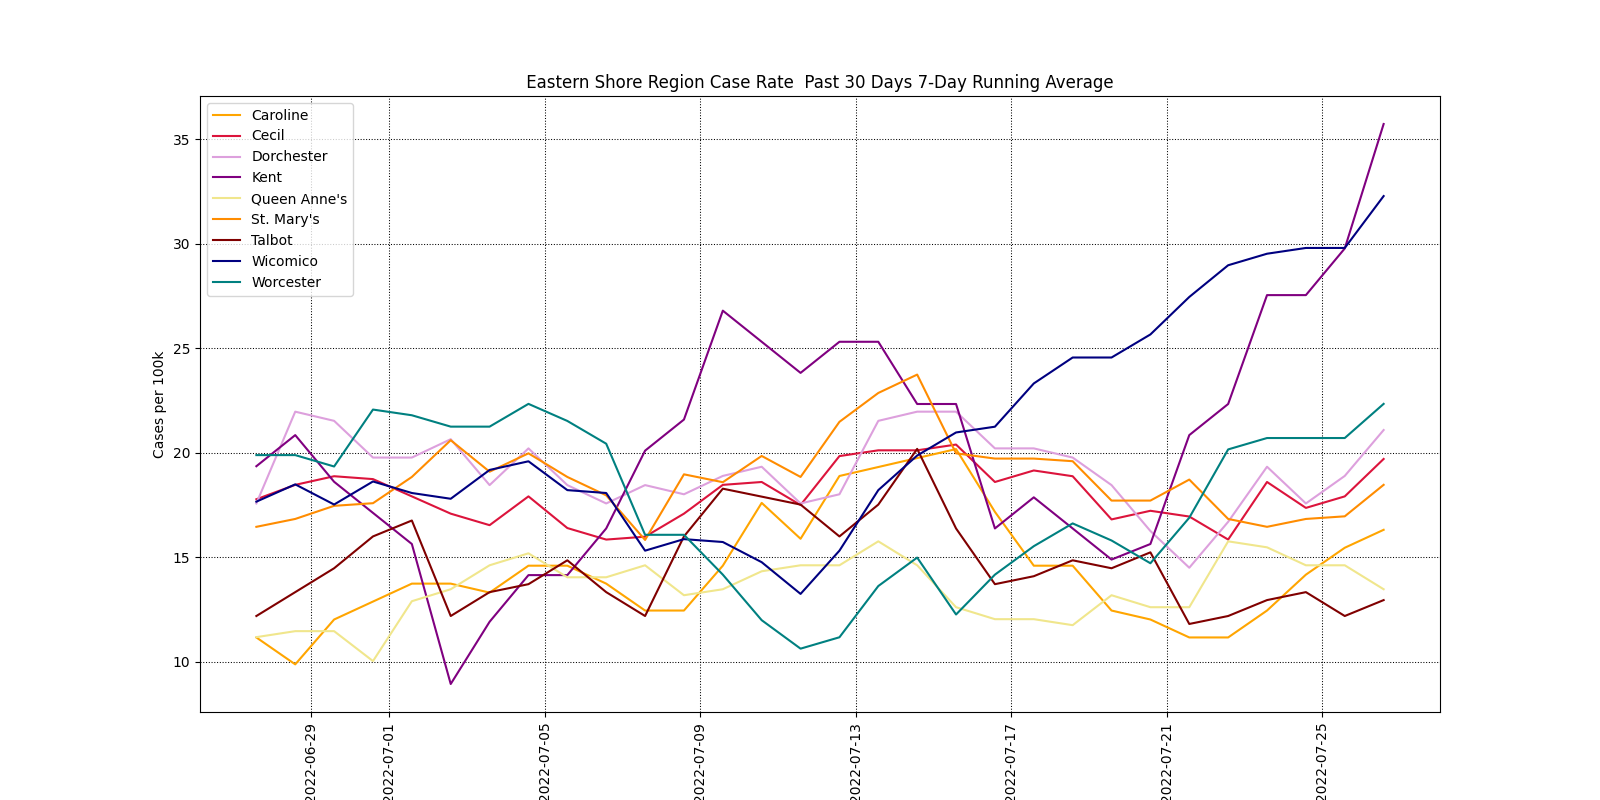 Eastern Shore Region Case Rate  Past 30 Days 7-Day Running Average
Caroline
Cecil
Dorchester
Kent
Queen Anne's
St. Mary's
Talbot
Wicomico
Worcester
Cases per 100k
35
30
25
20
15
10
2022-06-29
2022-07-01
2022-07-05
2022-07-09
2022-07-13
2022-07-17
2022-07-21
2022-07-25